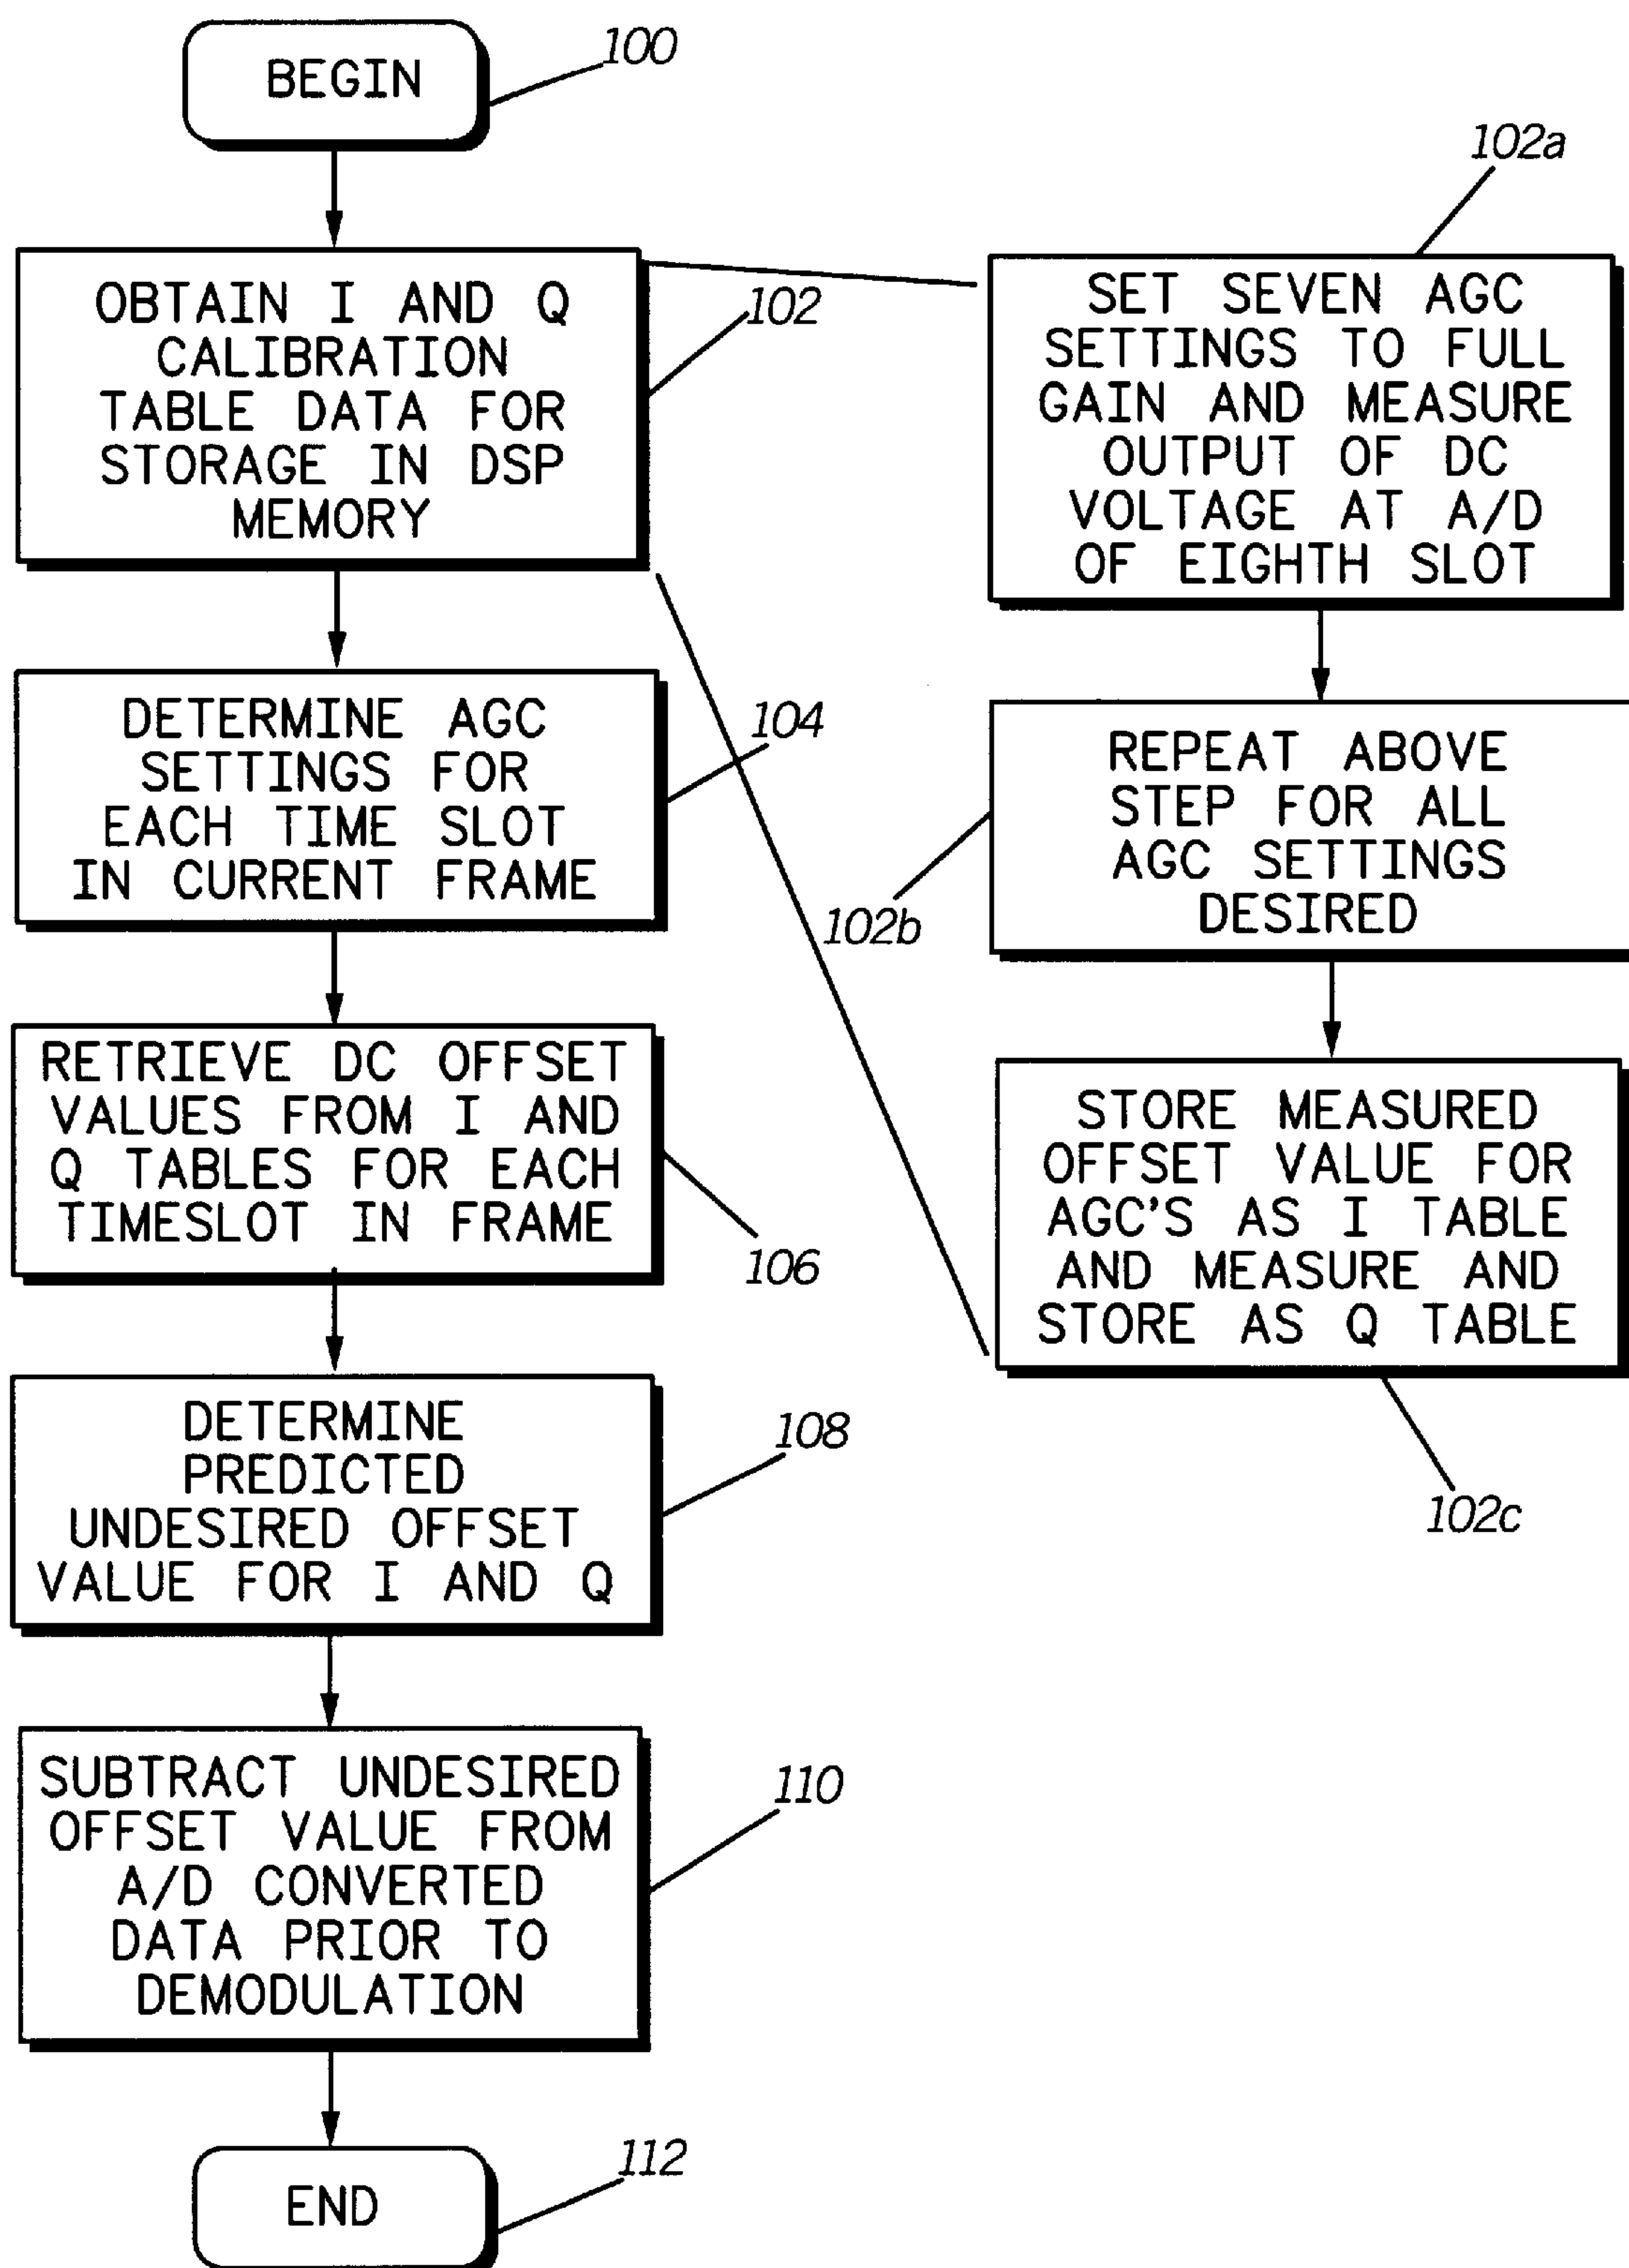 BEGIN
100
OBTAIN I AND Q
CALIBRATION
TABLE DATA FOR
STORAGE IN DSP
MEMORY
102
DETERMINE AGC
SETTINGS FOR
EACH TIME SLOT
IN CURRENT FRAME
104
RETRIEVE DC OFFSET
VALUES FROM I AND
Q TABLES FOR EACH
TIMESLOT IN FRAME
106
DETERMINE
PREDICTED
UNDESIRED OFFSET
VALUE FOR I AND Q
108
SUBTRACT UNDESIRED
OFFSET VALUE FROM
A/D CONVERTED
DATA PRIOR TO
DEMODULATION
110
END
112
102a
SET SEVEN AGC
SETTINGS TO FULL
GAIN AND MEASURE
OUTPUT OF DC
VOLTAGE AT A/D
OF EIGHTH SLOT
REPEAT ABOVE
STEP FOR ALL
AGC SETTINGS
DESIRED
102b
STORE MEASURED
OFFSET VALUE FOR
AGC'S AS I TABLE
AND MEASURE AND
STORE AS Q TABLE
102c